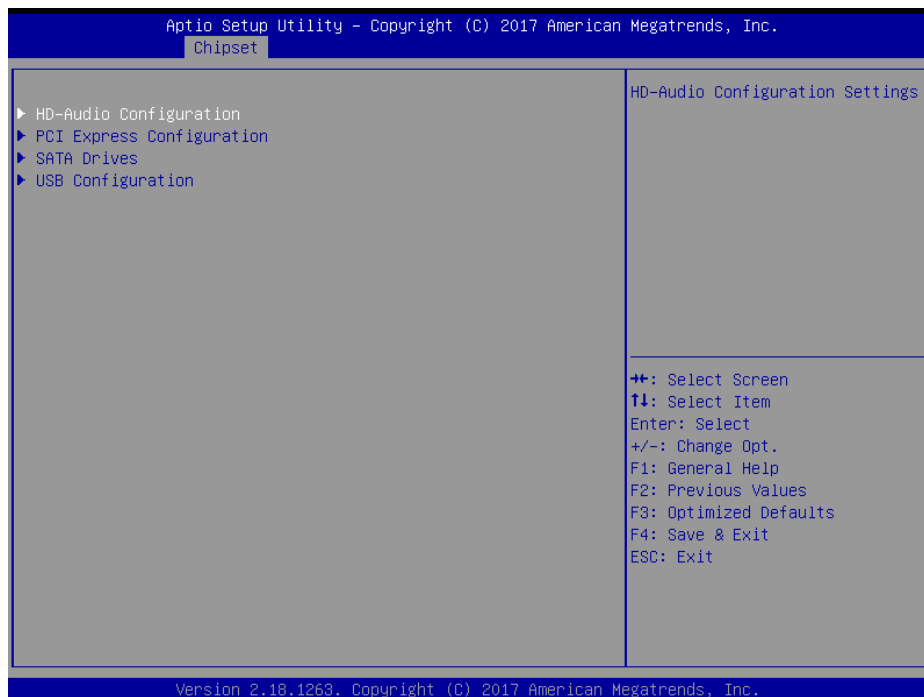 Aptio Setup Utility – Copyright (C) 2017 American Megatrends, Inc.
Chipset
HD-Audio Configuration
PCI Express Configuration
SATA Drives
USB Configuration
HD-Audio Configuration Settings
→←: Select Screen
↑↓: Select Item
Enter: Select
+/-: Change Opt.
F1: General Help
F2: Previous Values
F3: Optimized Defaults
F4: Save & Exit
ESC: Exit
Version 2.18.1263. Copyright (C) 2017 American Megatrends, Inc.